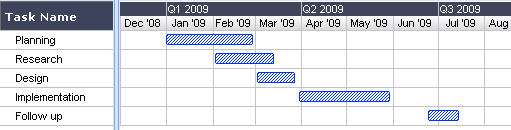 Task Name Q1 2009 Q2 2009 Q3 2009
Dec '08 Jan '09 Feb '09 Mar '09 Apr '09 May '09 Jun '09 Jul '09 Aug
Planning
Research
Design
Implementation
Follow up